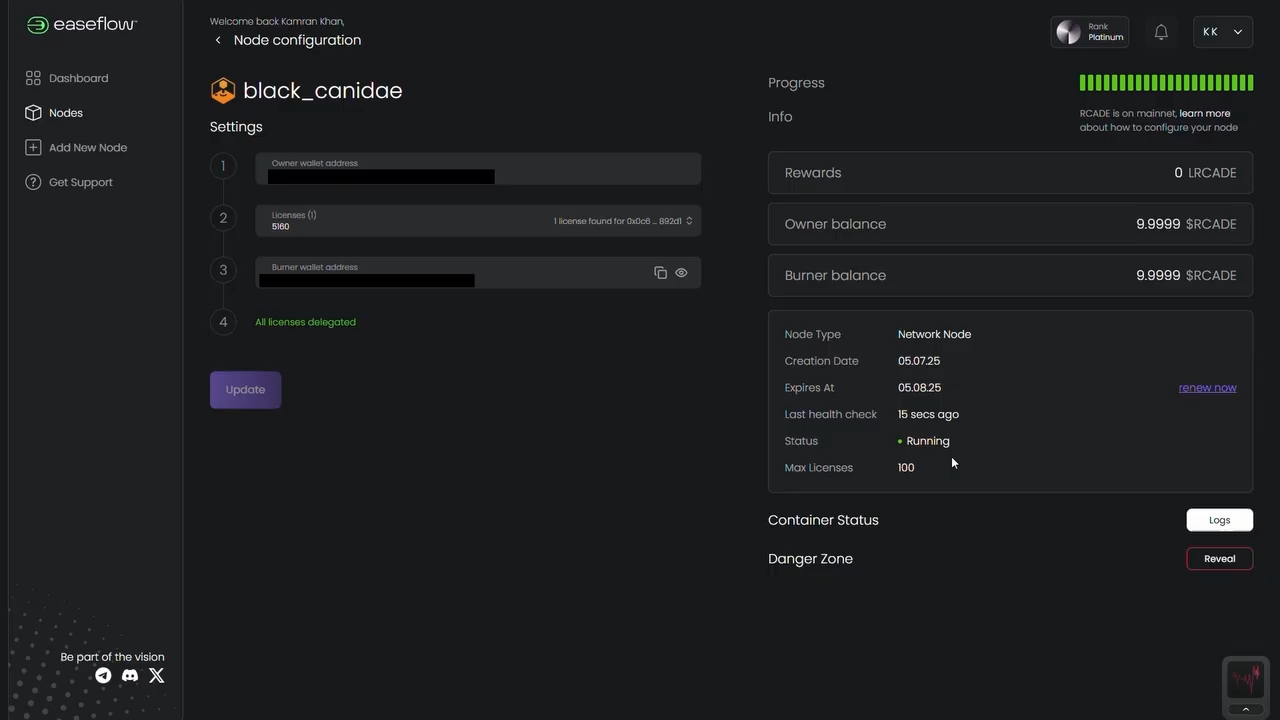 easeflow
Dashboard
Nodes
Add New Node
Get Support
Be part of the vision
Welcome back Kamran Khan,
Node configuration
Rank
Platinum
KK
black_canidae
Settings
1
Owner wallet address
2
Licenses (1)
5160
1 license found for 0x0c6 ... 892d1
3
Burner wallet address
4
All licenses delegated
Update
Progress
Info
RCADE is on mainnet, learn more
about how to configure your node
Rewards 0 LRCADE
Owner balance 9.9999 $RCADE
Burner balance 9.9999 $RCADE
Node Type Network Node
Creation Date 05.07.25
Expires At 05.08.25 renew now
Last health check 15 secs ago
Status Running
Max Licenses 100
Container Status Logs
Danger Zone Reveal